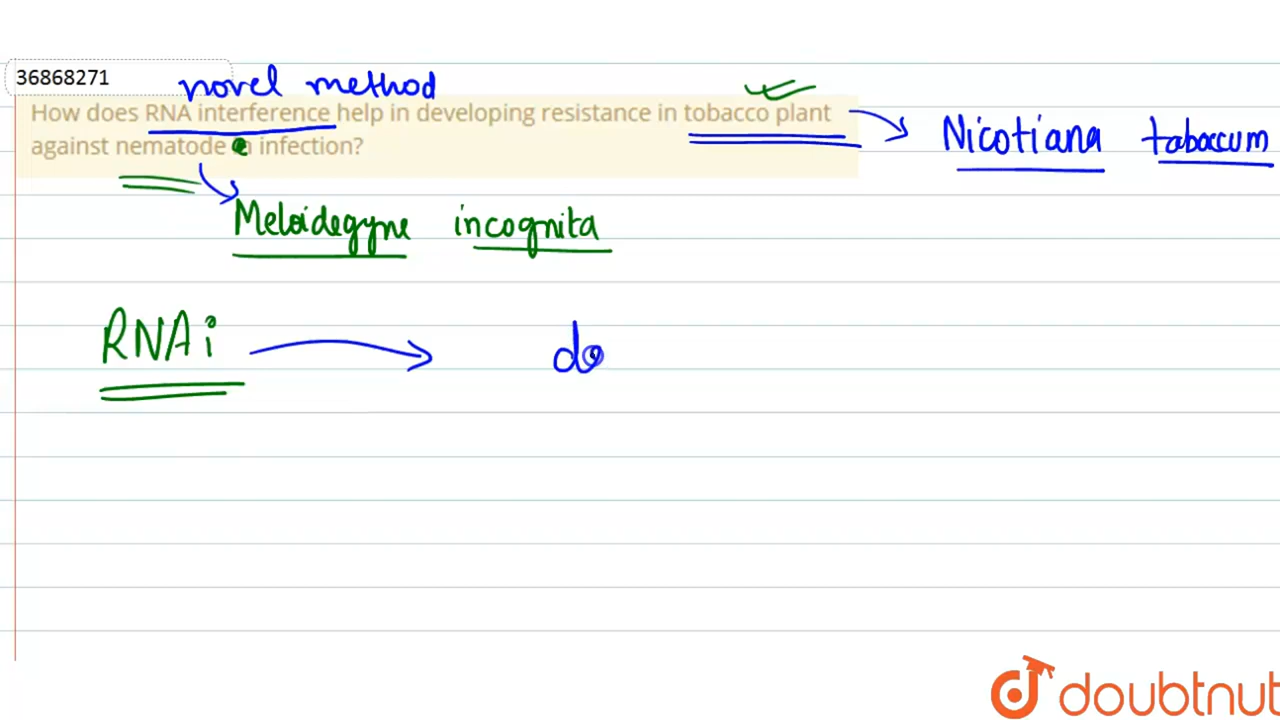 36868271
novel method
How does RNA interference help in developing resistance in tobacco plant
against nematode infection?
Nicotiana tabaccum
Meloidegyne incognita
RNAi
do
doubtnut